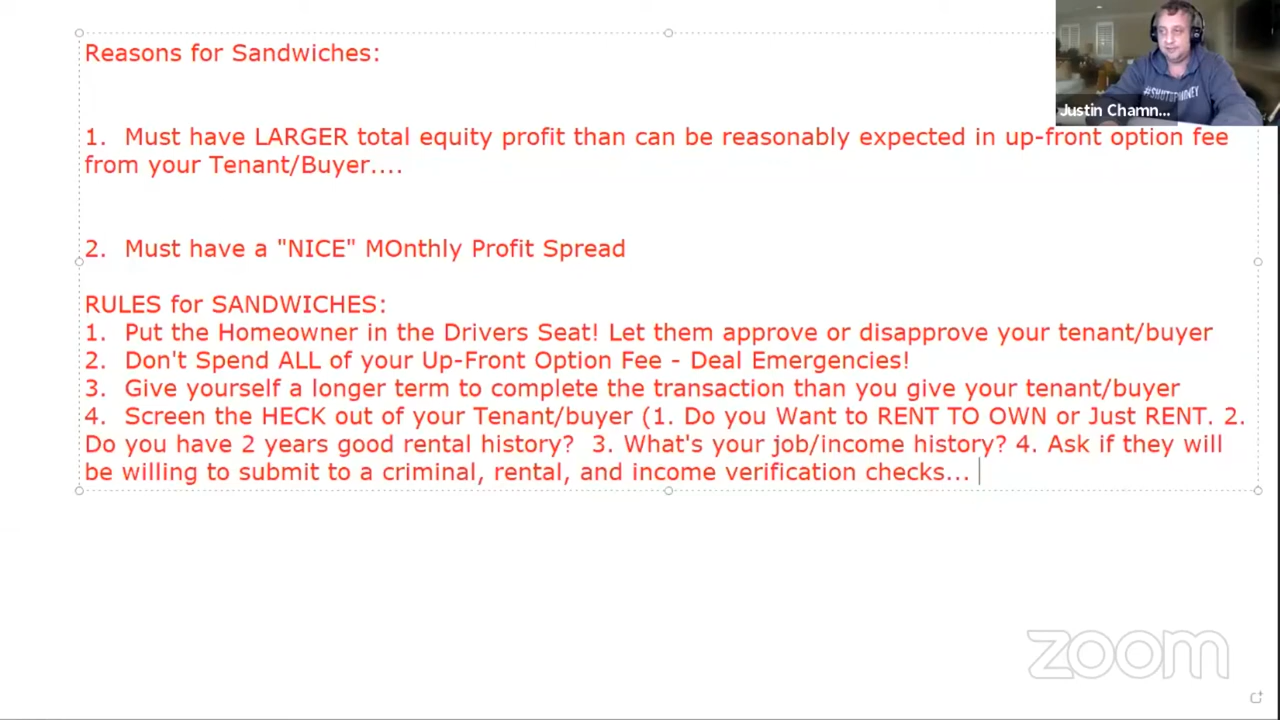 Reasons for Sandwiches:
1. Must have LARGER total equity profit than can be reasonably expected in up-front option fee
from your Tenant/Buyer....
2. Must have a "NICE" MOnthly Profit Spread
RULES for SANDWICHES:
1. Put the Homeowner in the Drivers Seat! Let them approve or disapprove your tenant/buyer
2. Don't Spend ALL of your Up-Front Option Fee - Deal Emergencies!
3. Give yourself a longer term to complete the transaction than you give your tenant/buyer
4. Screen the HECK out of your Tenant/buyer (1. Do you Want to RENT TO OWN or Just RENT. 2.
Do you have 2 years good rental history? 3. What's your job/income history? 4. Ask if they will
be willing to submit to a criminal, rental, and income verification checks...
Justin Chamn...
zoom